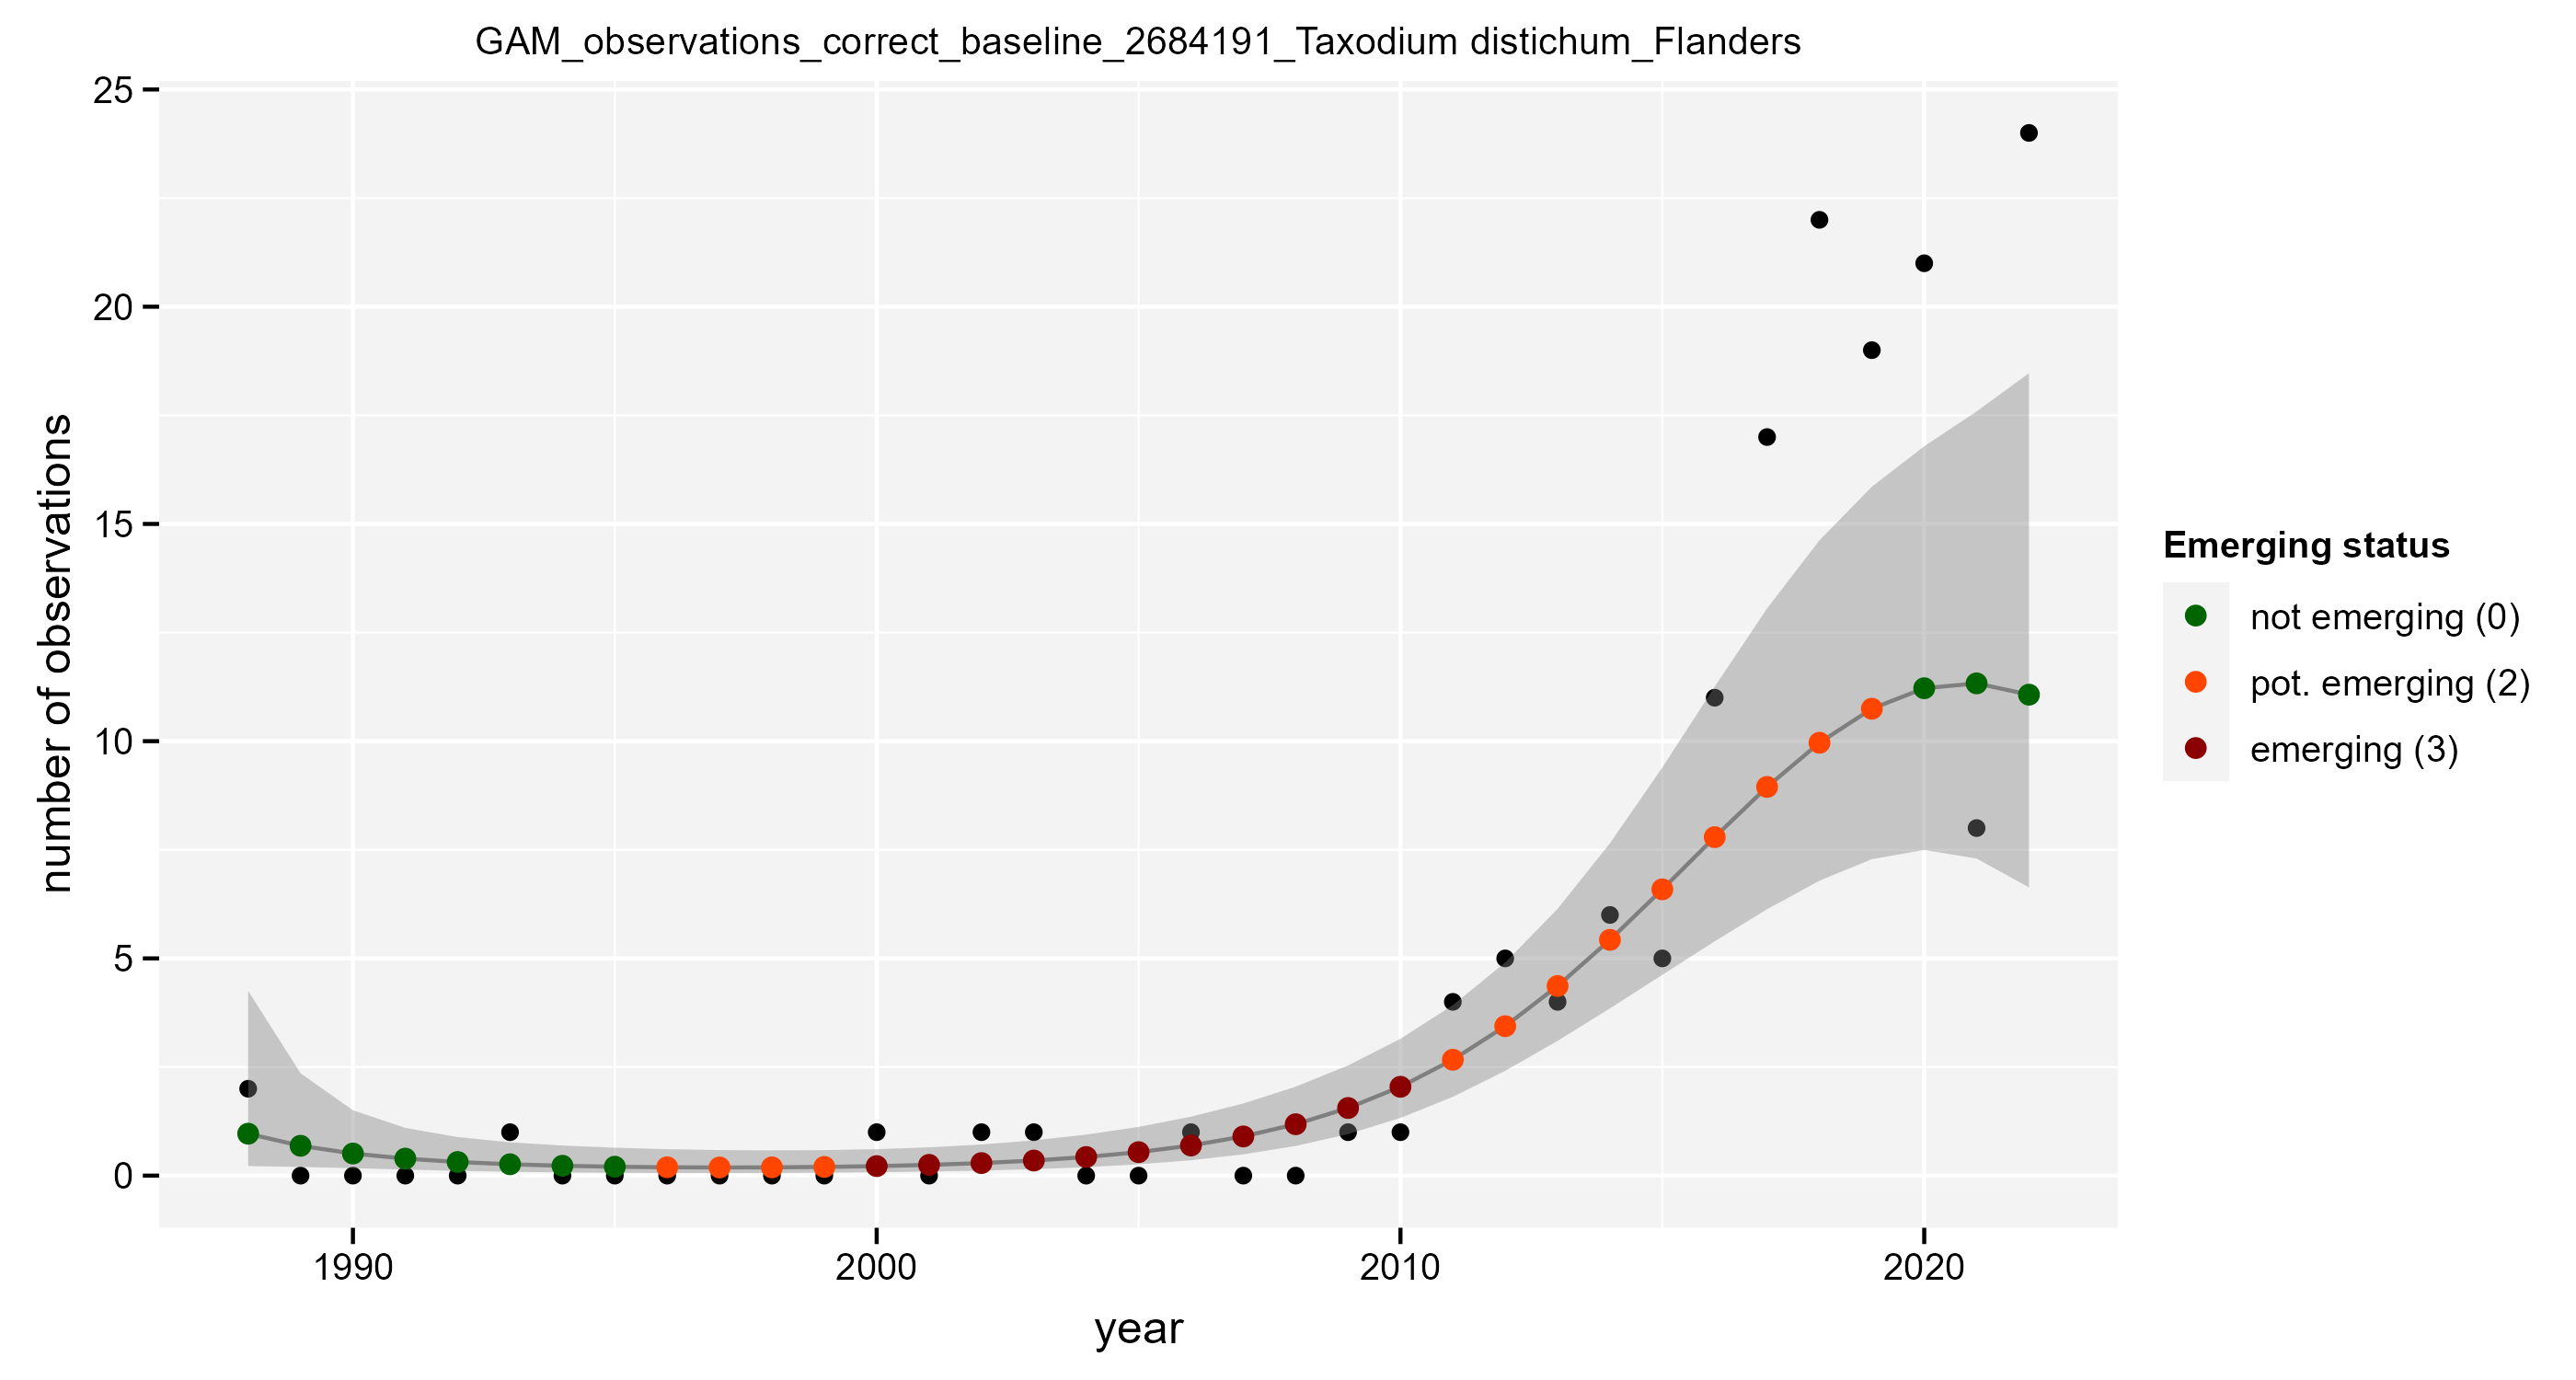 GAM_observations_correct_baseline_2684191_Taxodium distichum_Flanders
25
20
15
10
5
0
number of observations
1990
2000
2010
2020
year
Emerging status
not emerging (0)
pot. emerging (2)
emerging (3)